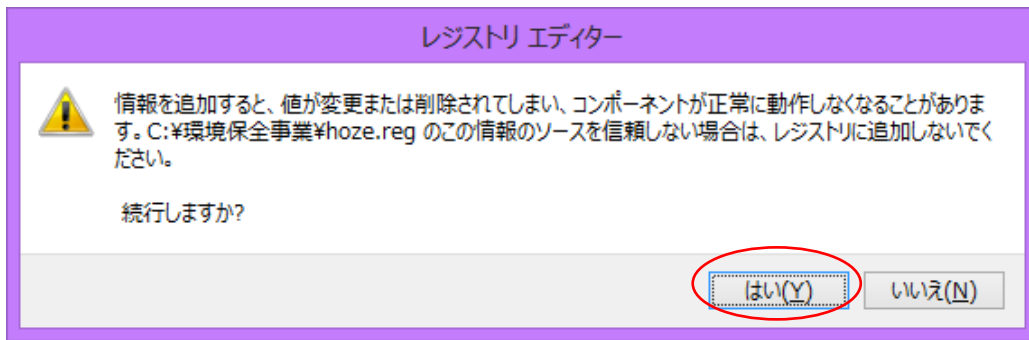 レジストリ エディター
情報を追加すると、値が変更または削除されてしまい、コンポーネントが正常に動作しなくなることがありま
す。C:¥環境保全事業¥hoze.reg のこの情報のソースを信頼しない場合は、レジストリに追加しないでく
ださい。
続行しますか?
はい(Y) いいえ(N)